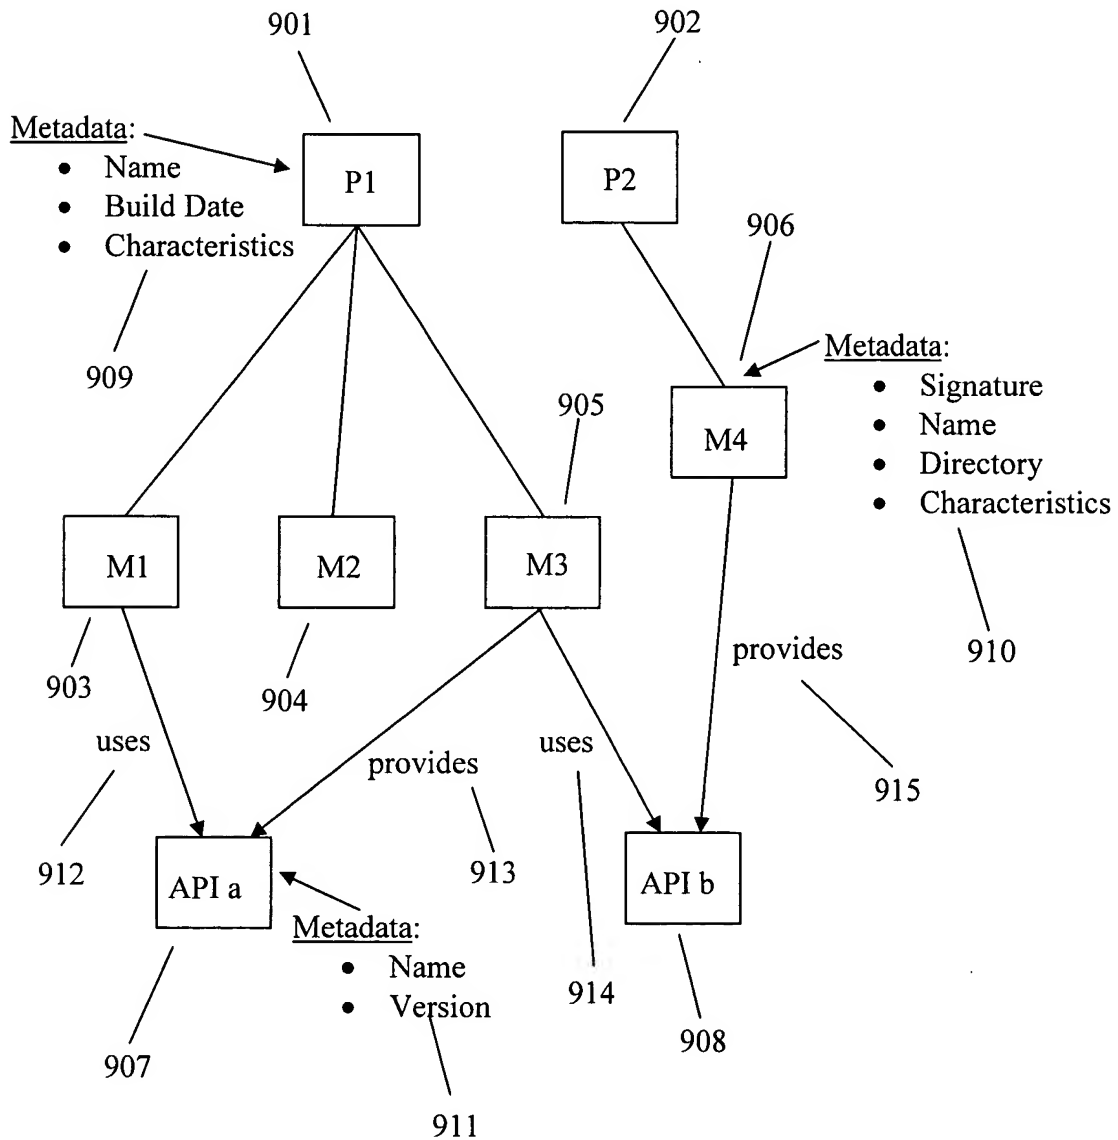 901
902
Metadata:
• Name
• Build Date
• Characteristics
P1
P2
906
909
Metadata:
• Signature
• Name
• Directory
• Characteristics
905
M4
M1
M2
M3
910
provides
903
904
uses
provides
uses
915
912
913
API a
API b
Metadata:
• Name
• Version
914
908
907
911